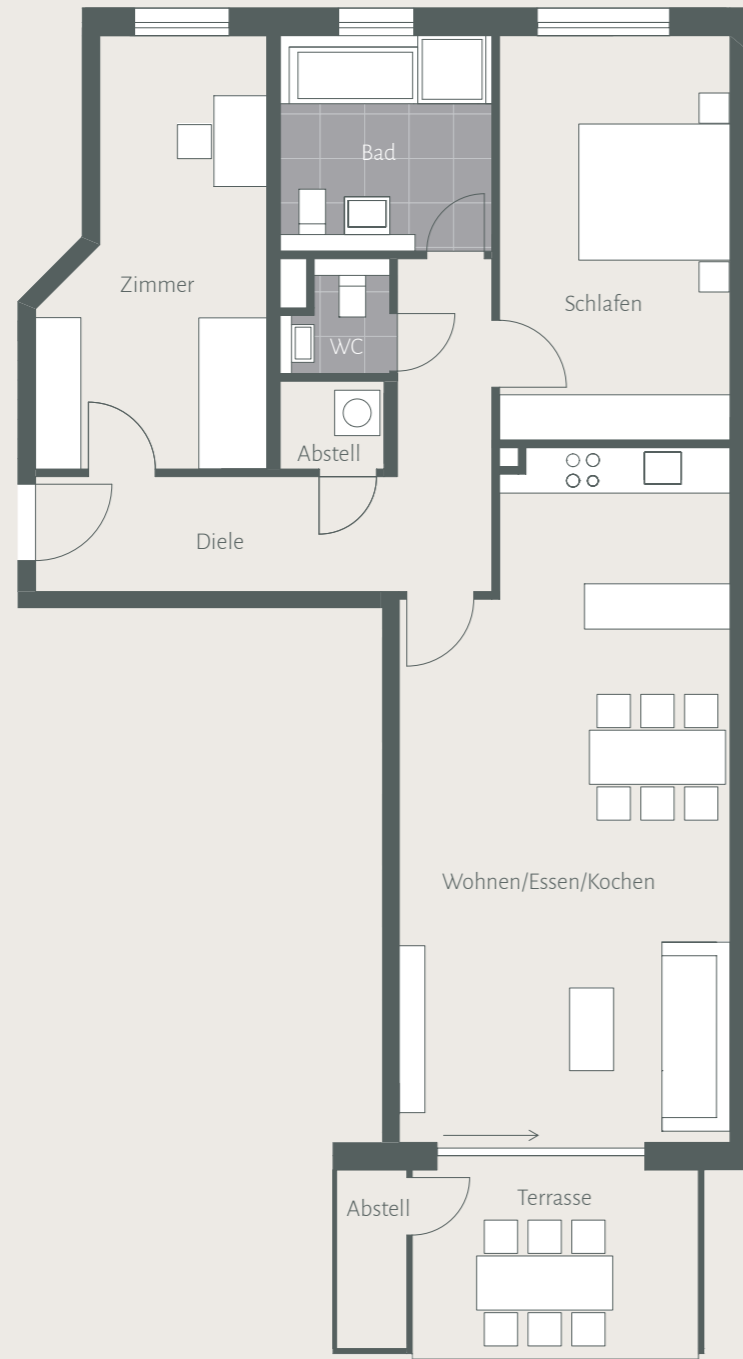 Bad
Zimmer
Schlafen
WC
Abstell
Diele
Wohnen/Essen/Kochen
Terrasse
Abstell